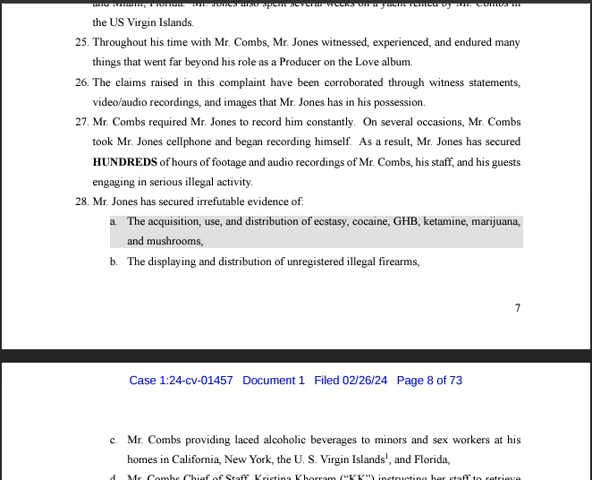 and Miami, Florida. Mr. Jones also spent several weeks on a yacht rented by Mr. Combs in
the US Virgin Islands.
25. Throughout his time with Mr. Combs, Mr. Jones witnessed, experienced, and endured many
things that went far beyond his role as a Producer on the Love album.
26. The claims raised in this complaint have been corroborated through witness statements,
video/audio recordings, and images that Mr. Jones has in his possession.
27. Mr. Combs required Mr. Jones to record him constantly. On several occasions, Mr. Combs
took Mr. Jones cellphone and began recording himself. As a result, Mr. Jones has secured
HUNDREDS of hours of footage and audio recordings of Mr. Combs, his staff, and his guests
engaging in serious illegal activity.
28. Mr. Jones has secured irrefutable evidence of:
a. The acquisition, use, and distribution of ecstasy, cocaine, GHB, ketamine, marijuana,
and mushrooms,
b. The displaying and distribution of unregistered illegal firearms,
7
Case 1:24-cv-01457 Document 1 Filed 02/26/24 Page 8 of 73
c. Mr. Combs providing laced alcoholic beverages to minors and sex workers at his
homes in California, New York, the U. S. Virgin Islands¹, and Florida,
d. Mr. Combs Chief of Staff, Kristina Khorram (“KK”) instructing her staff to retrieve